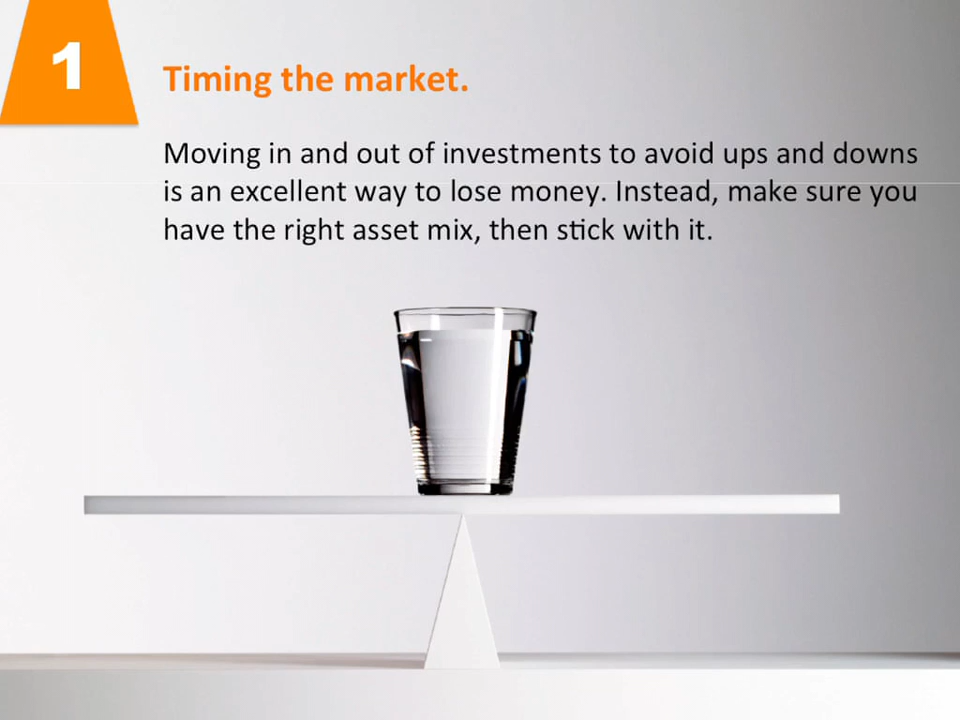 1
Timing the market.
Moving in and out of investments to avoid ups and downs
is an excellent way to lose money. Instead, make sure you
have the right asset mix, then stick with it.